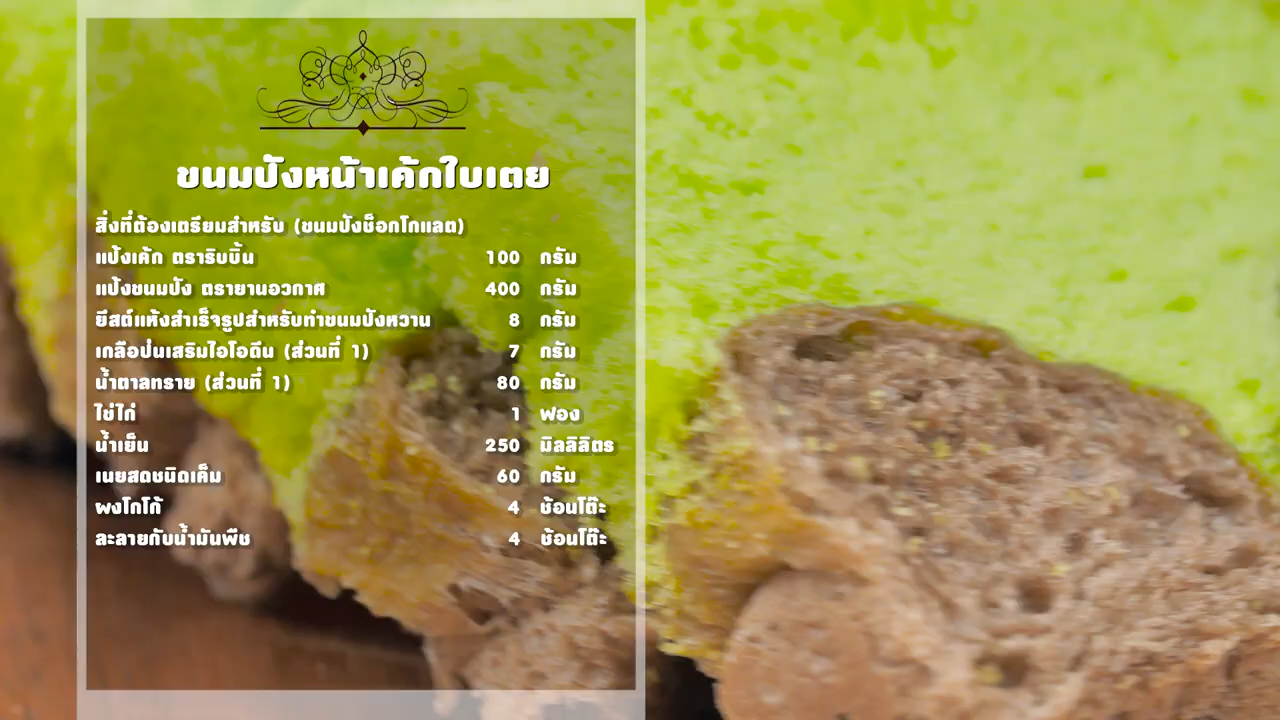 ขนมปังหน้าเค้กใบเตย
สิ่งที่ต้องเตรียมสำหรับ (ขนมปังช็อกโกแลต)
แป้งเค้ก ตราริบบิ้น 100 กรัม
แป้งขนมปัง ตรายานอวกาศ 400 กรัม
ยีสต์แห้งสำเร็จรูปสำหรับทำขนมปังหวาน 8 กรัม
เกลือป่นเสริมไอโอดีน (ส่วนที่ 1) 7 กรัม
น้ำตาลทราย (ส่วนที่ 1) 80 กรัม
ไข่ไก่ 1 ฟอง
น้ำเย็น 250 มิลลิลิตร
เนยสดชนิดเค็ม 60 กรัม
ผงโกโก้ 4 ช้อนโต๊ะ
ละลายกับน้ำมันพืช 4 ช้อนโต๊ะ